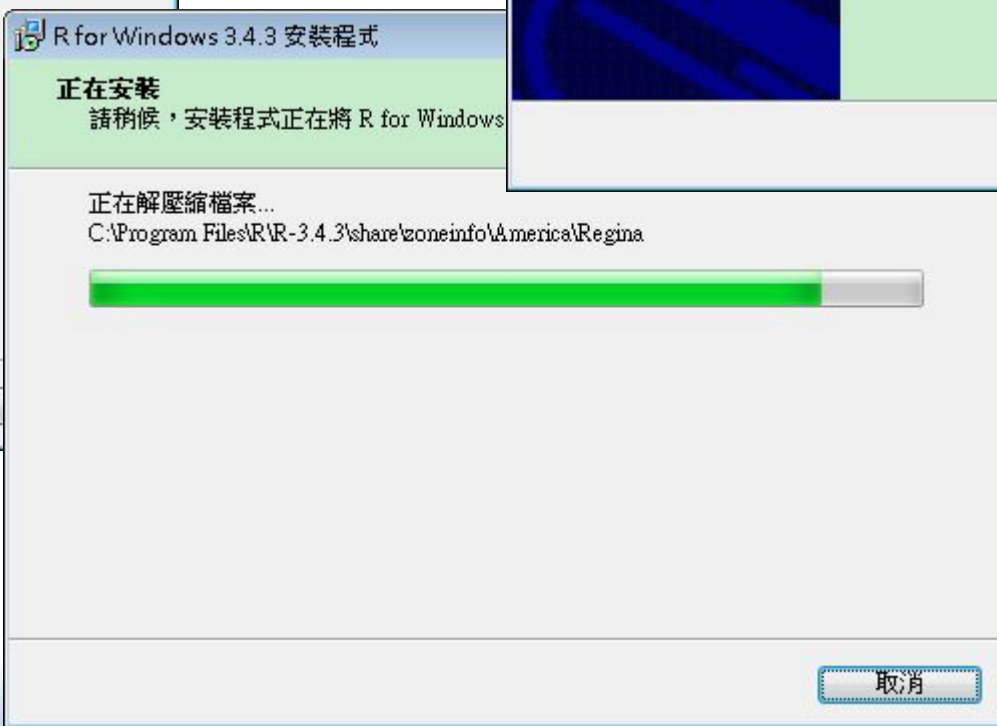 R for Windows 3.4.3 安裝程式
正在安裝
請稍候，安裝程式正在將 R for Windows
正在解壓縮檔案...
C:\Program Files\R\R-3.4.3\share\zoneinfo\America\Regina
取消